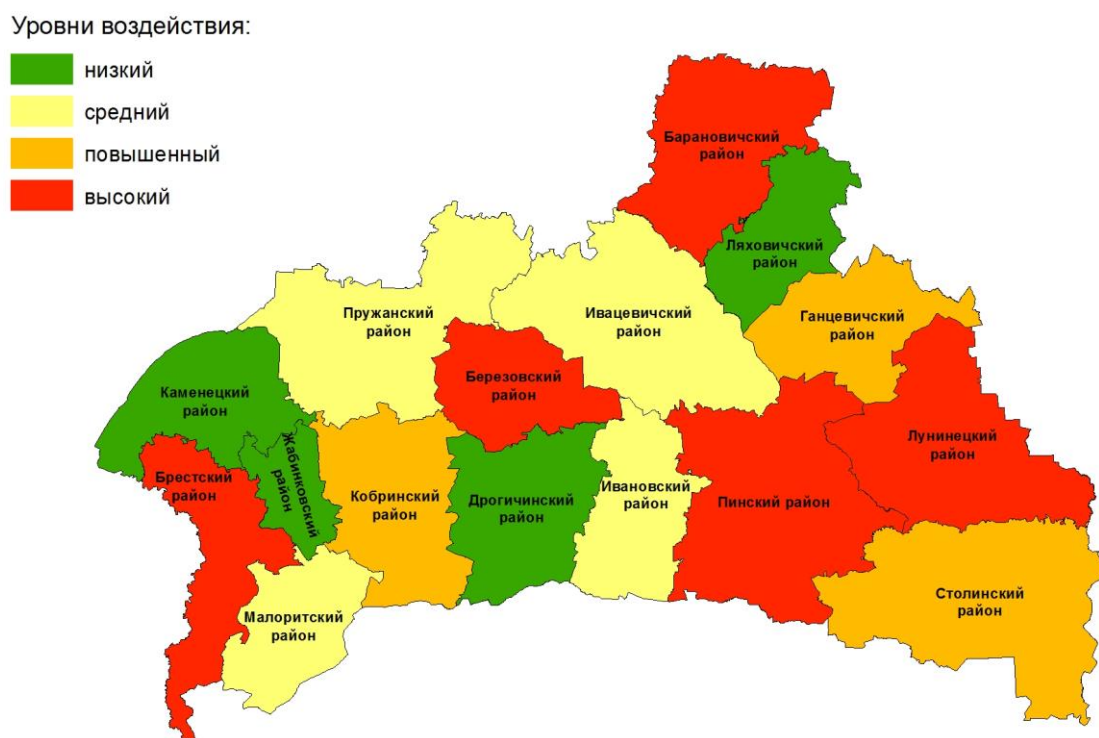 Уровни воздействия:
низкий
средний
повышенный
высокий
Барановичский
район
Ляховичский
район
Ганцевичский
район
Ивацевичский
район
Пружанский
район
Березовский
район
Каменецкий
район
Жабинковский
район
Брестский
район
Кобринский
район
Дрогичинский
район
Ивановский
район
Пинский район
Лунинецкий
район
Столинский
район
Малоритский
район